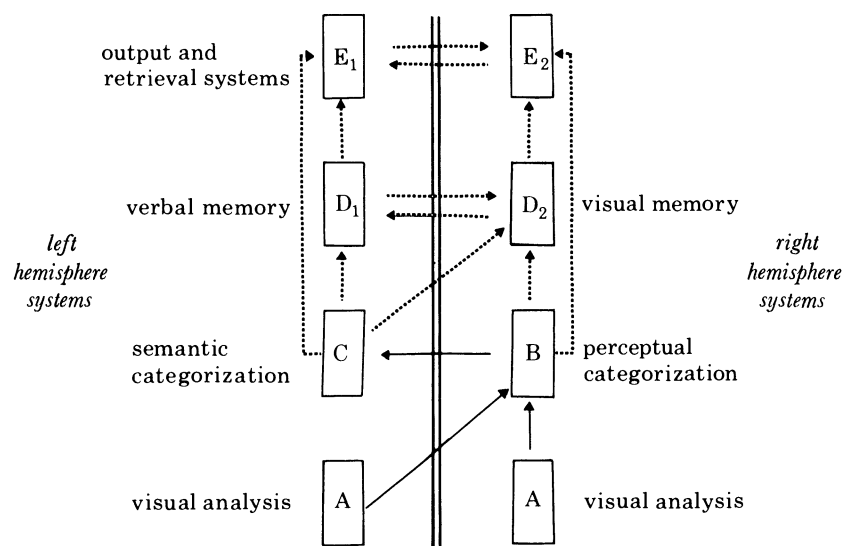 output and
retrieval systems
E1
E2
verbal memory
D1
D2
visual memory
left
hemisphere
systems
right
hemisphere
systems
semantic
categorization
C
B
perceptual
categorization
visual analysis
A
A
visual analysis